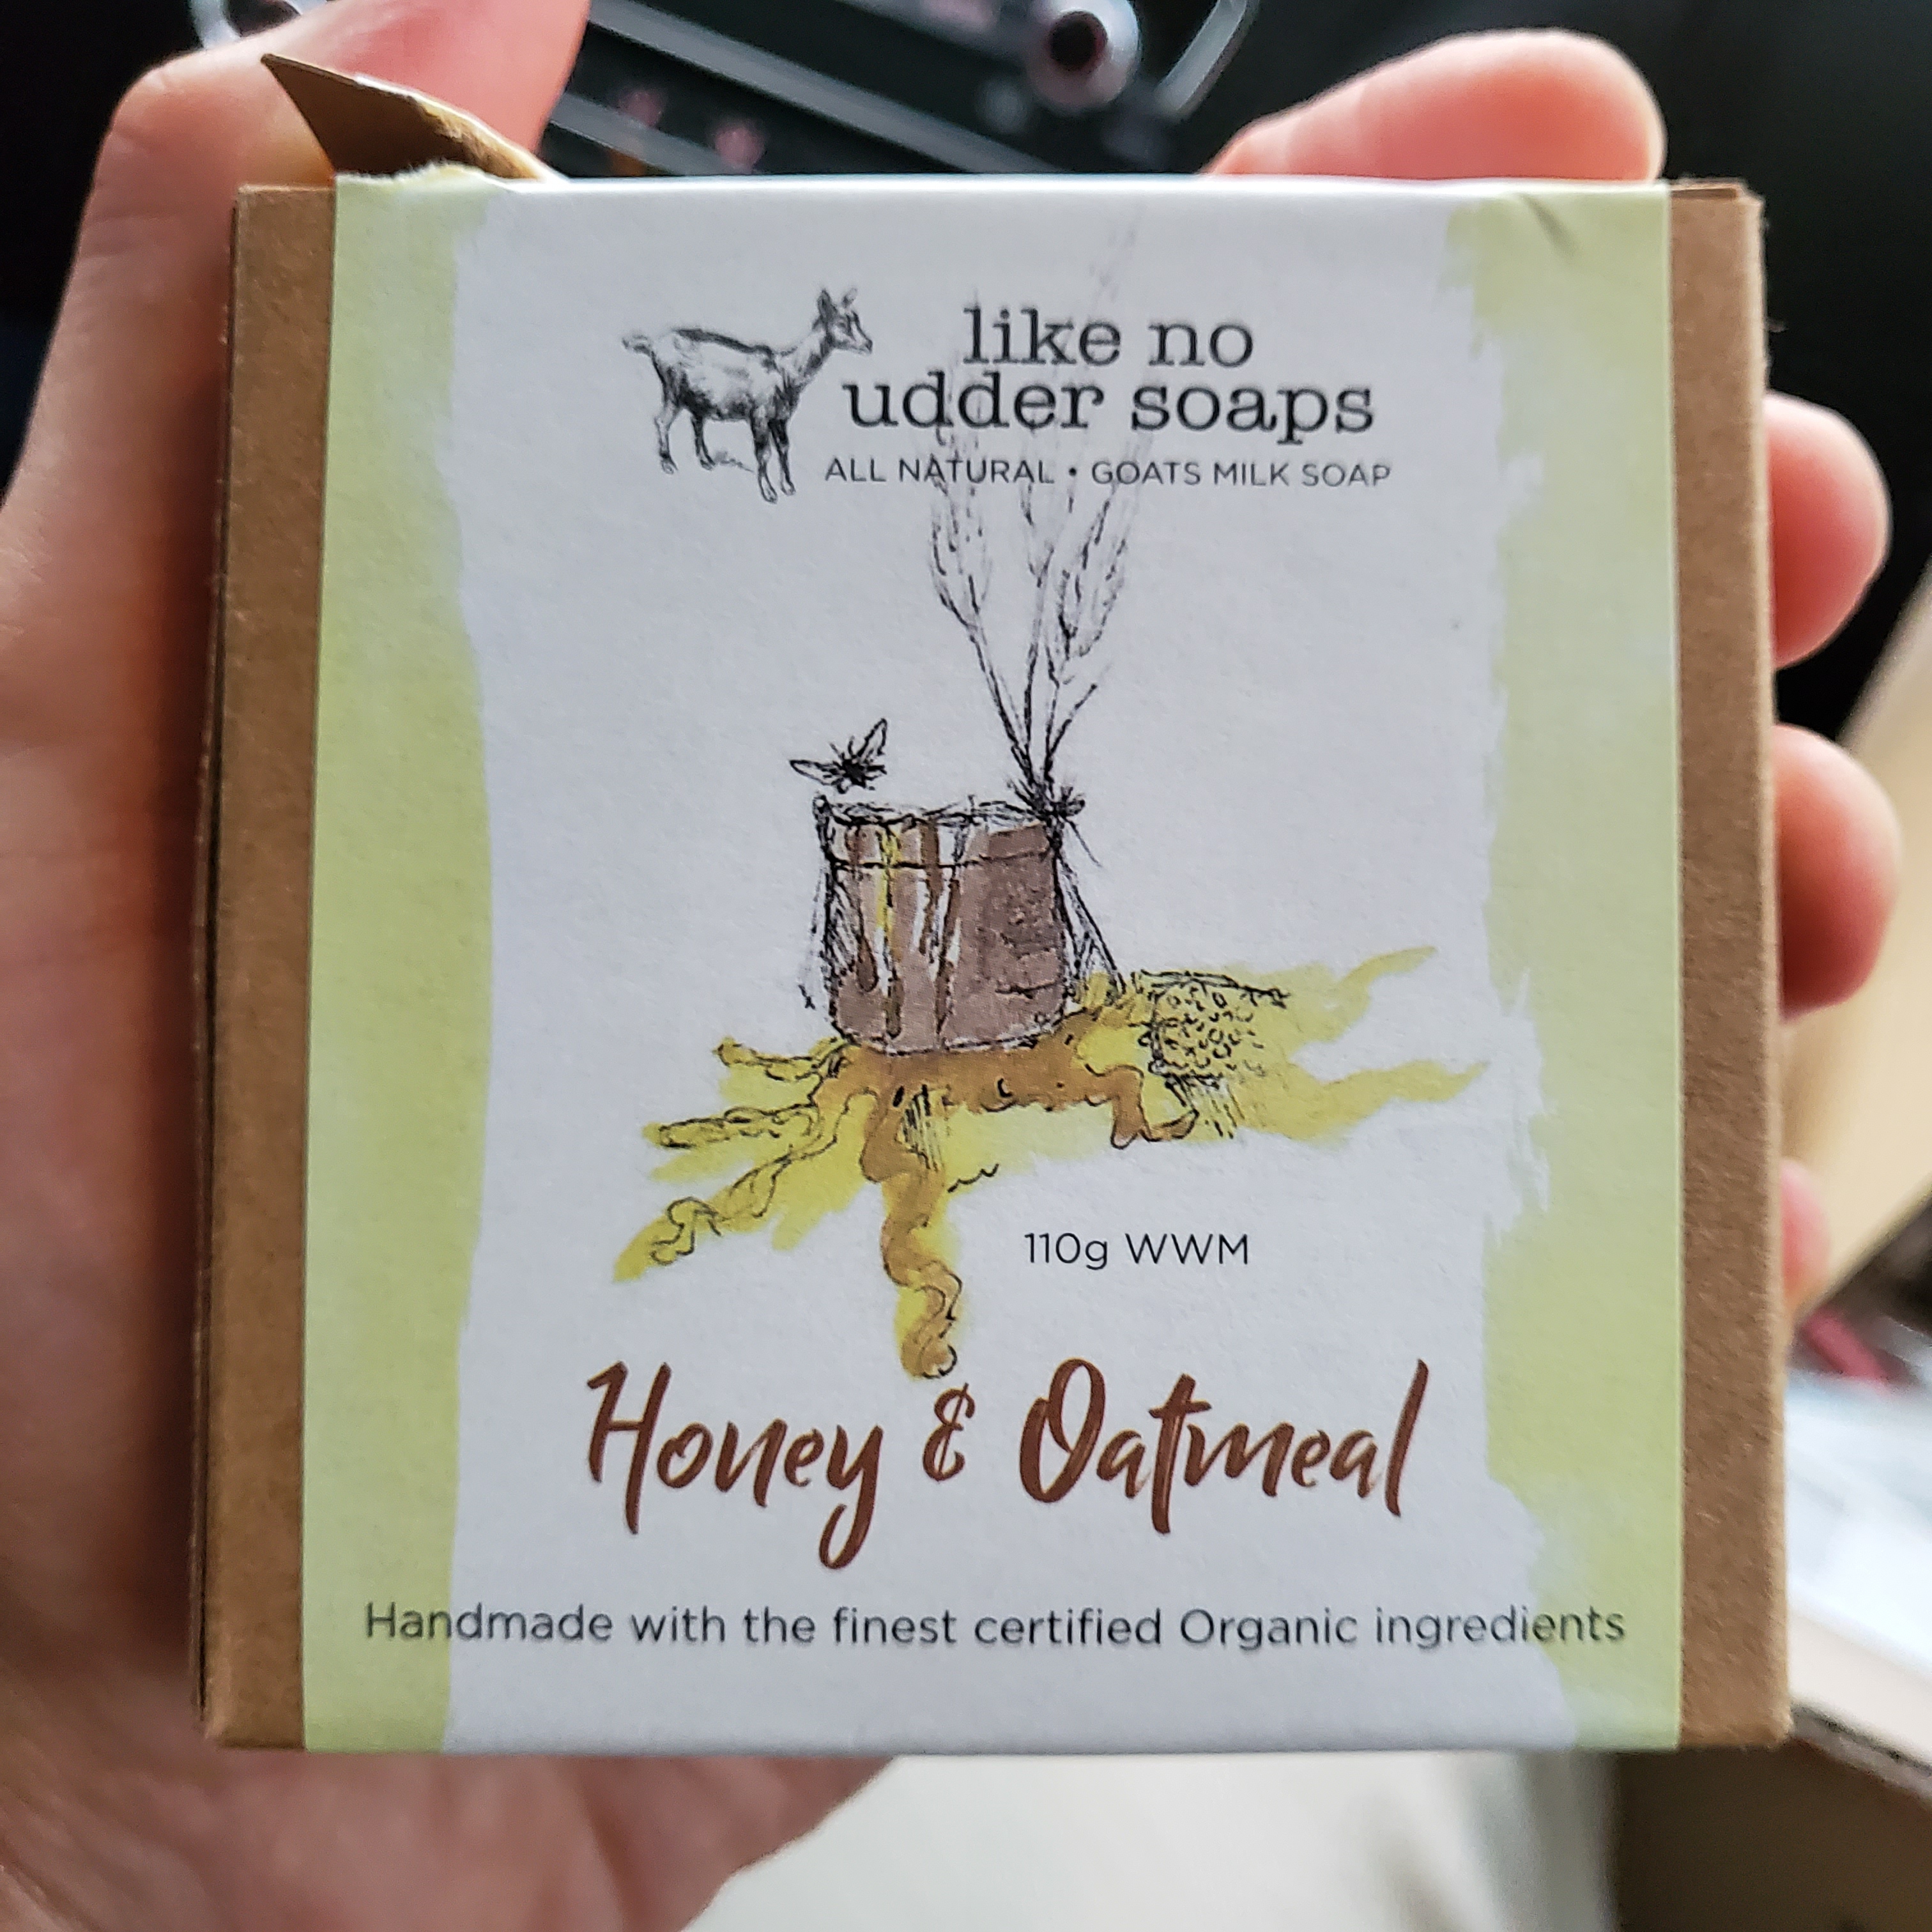 like no
udder soaps
ALL NATURAL • GOATS MILK SOAP
110g WWM
Honey & Oatmeal
Handmade with the finest certified Organic ingredients